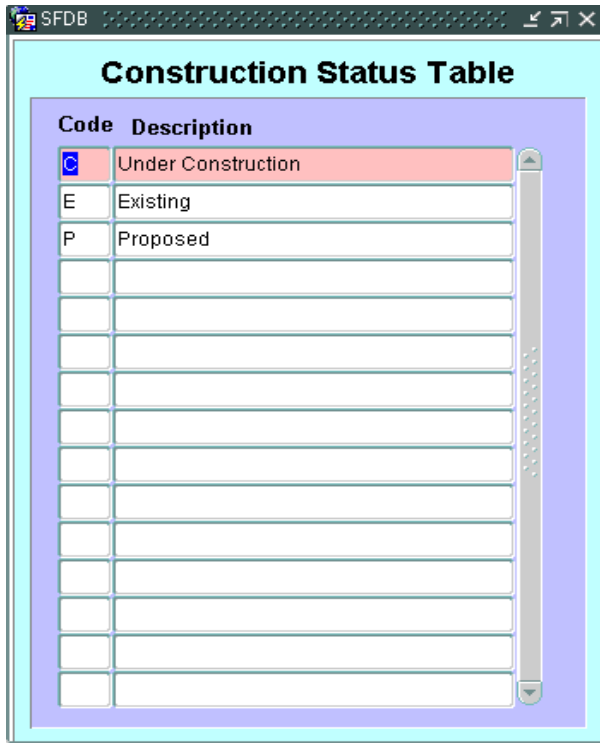 SFDB
Construction Status Table
Code Description
C Under Construction
E Existing
P Proposed